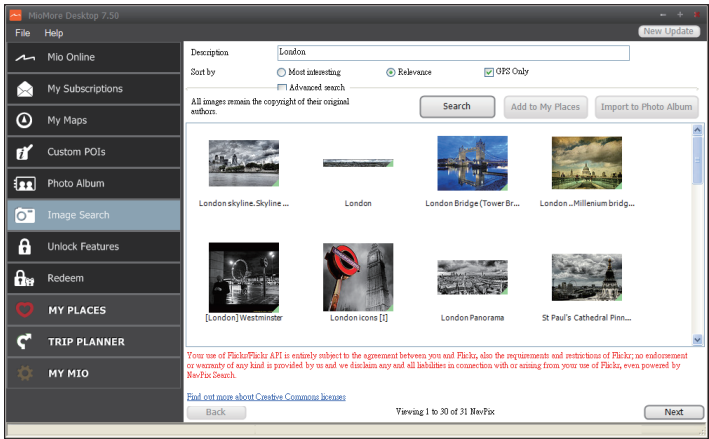 MioMore Desktop 7.50
File Help
New Update
Mio Online
My Subscriptions
My Maps
Custom POIs
Photo Album
Image Search
Unlock Features
Redeem
MY PLACES
TRIP PLANNER
MY MIO
Description London
Sort by Most interesting Relevance GPS Only
Advanced search
All images remain the copyright of their original
authors.
Search Add to My Places Import to Photo Album
London skyline.Skyline ... London London Bridge (Tower Br... London ..Millenium bridg...
[London] Westminster London icons [I] London Panorama St Paul's Cathedral Pinn...
Your use of Flickr/Flickr API is entirely subject to the agreement between you and Flickr, also the requirements and restrictions of Flickr; no endorsement
or warranty of any kind is provided by us and we disclaim any and all liabilities in connection with or arising from your use of Flickr, even powered by
NavPix Search.
Find out more about Creative Commons licenses
Back Viewing 1 to 30 of 31 NavPix Next